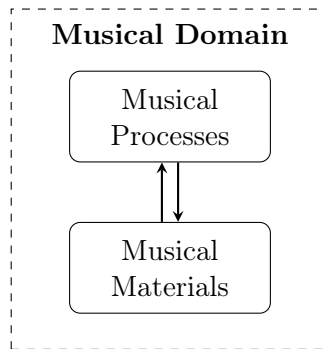 Musical Domain
Musical
Processes
Musical
Materials